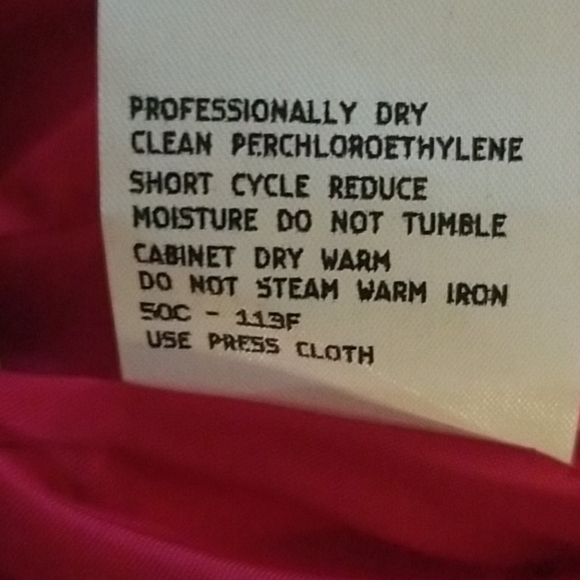 PROFESSIONALLY DRY
CLEAN PERCHLOROETHYLENE
SHORT CYCLE REDUCE
MOISTURE DO NOT TUMBLE
CABINET DRY WARM
DO NOT STEAM WARM IRON
50C - 113F
USE PRESS CLOTH